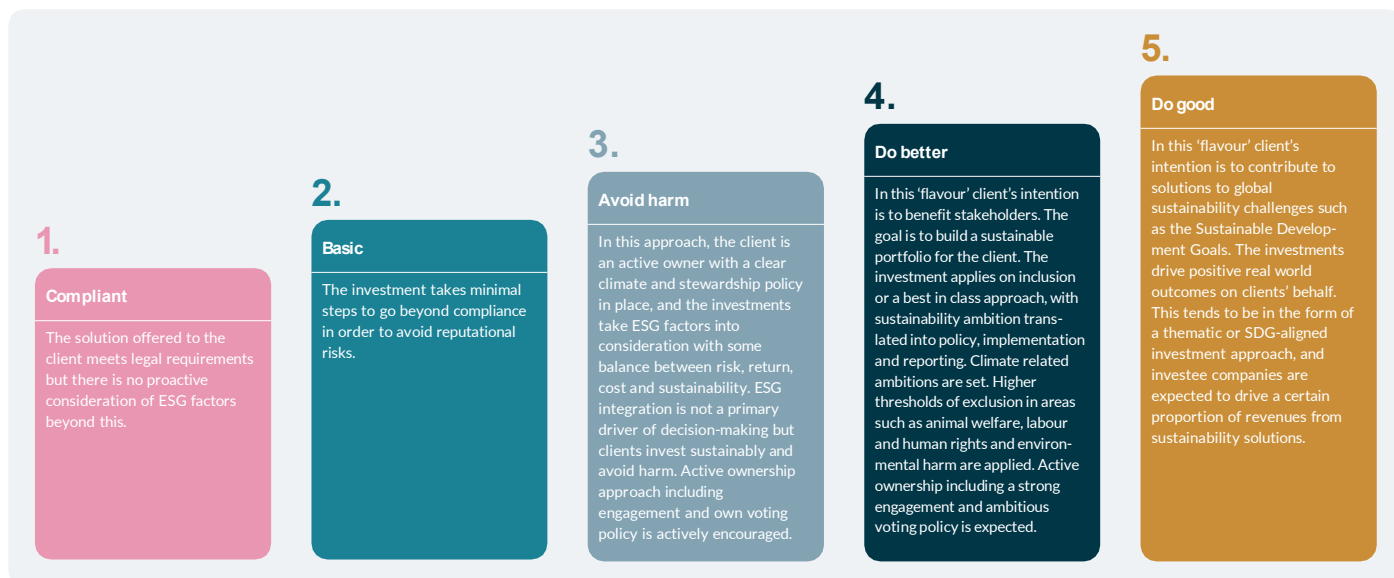 1.
Compliant
The solution offered to the
client meets legal requirements
but there is no proactive
consideration of ESG factors
beyond this.
2.
Basic
The investment takes minimal
steps to go beyond compliance
in order to avoid reputational
risks.
3.
Avoid harm
In this approach, the client is
an active owner with a clear
climate and stewardship policy
in place, and the investments
take ESG factors into
consideration with some
balance between risk, return,
cost and sustainability. ESG
integration is not a primary
driver of decision-making but
clients invest sustainably and
avoid harm. Active ownership
approach including
engagement and own voting
policy is actively encouraged.
4.
Do better
In this ‘flavour’ client’s intention
is to benefit stakeholders. The
goal is to build a sustainable
portfolio for the client. The
investment applies on inclusion
or a best in class approach, with
sustainability ambition trans-
lated into policy, implementation
and reporting. Climate related
ambitions are set. Higher
thresholds of exclusion in areas
such as animal welfare, labour
and human rights and environ-
mental harm are applied. Active
ownership including a strong
engagement and ambitious
voting policy is expected.
5.
Do good
In this ‘flavour’ client’s
intention is to contribute to
solutions to global
sustainability challenges such
as the Sustainable Develop-
ment Goals. The investments
drive positive real world
outcomes on clients’ behalf.
This tends to be in the form of
a thematic or SDG-aligned
investment approach, and
investee companies are
expected to drive a certain
proportion of revenues from
sustainability solutions.